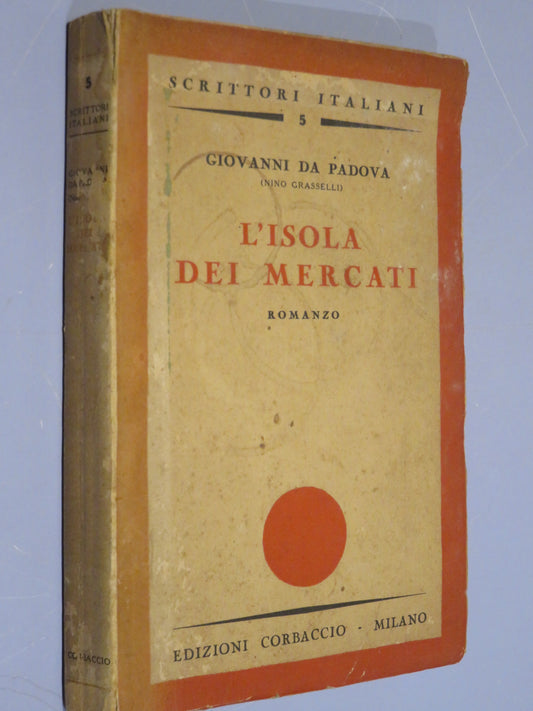 SCRITTORI ITALIANI
5
GIOVANNI DA PADOVA
(NINO GRASSELLI)
L'ISOLA
DEI MERCATI
ROMANZO
EDIZIONI CORBACCIO - MILANO
5
SCRITTORI
ITALIANI